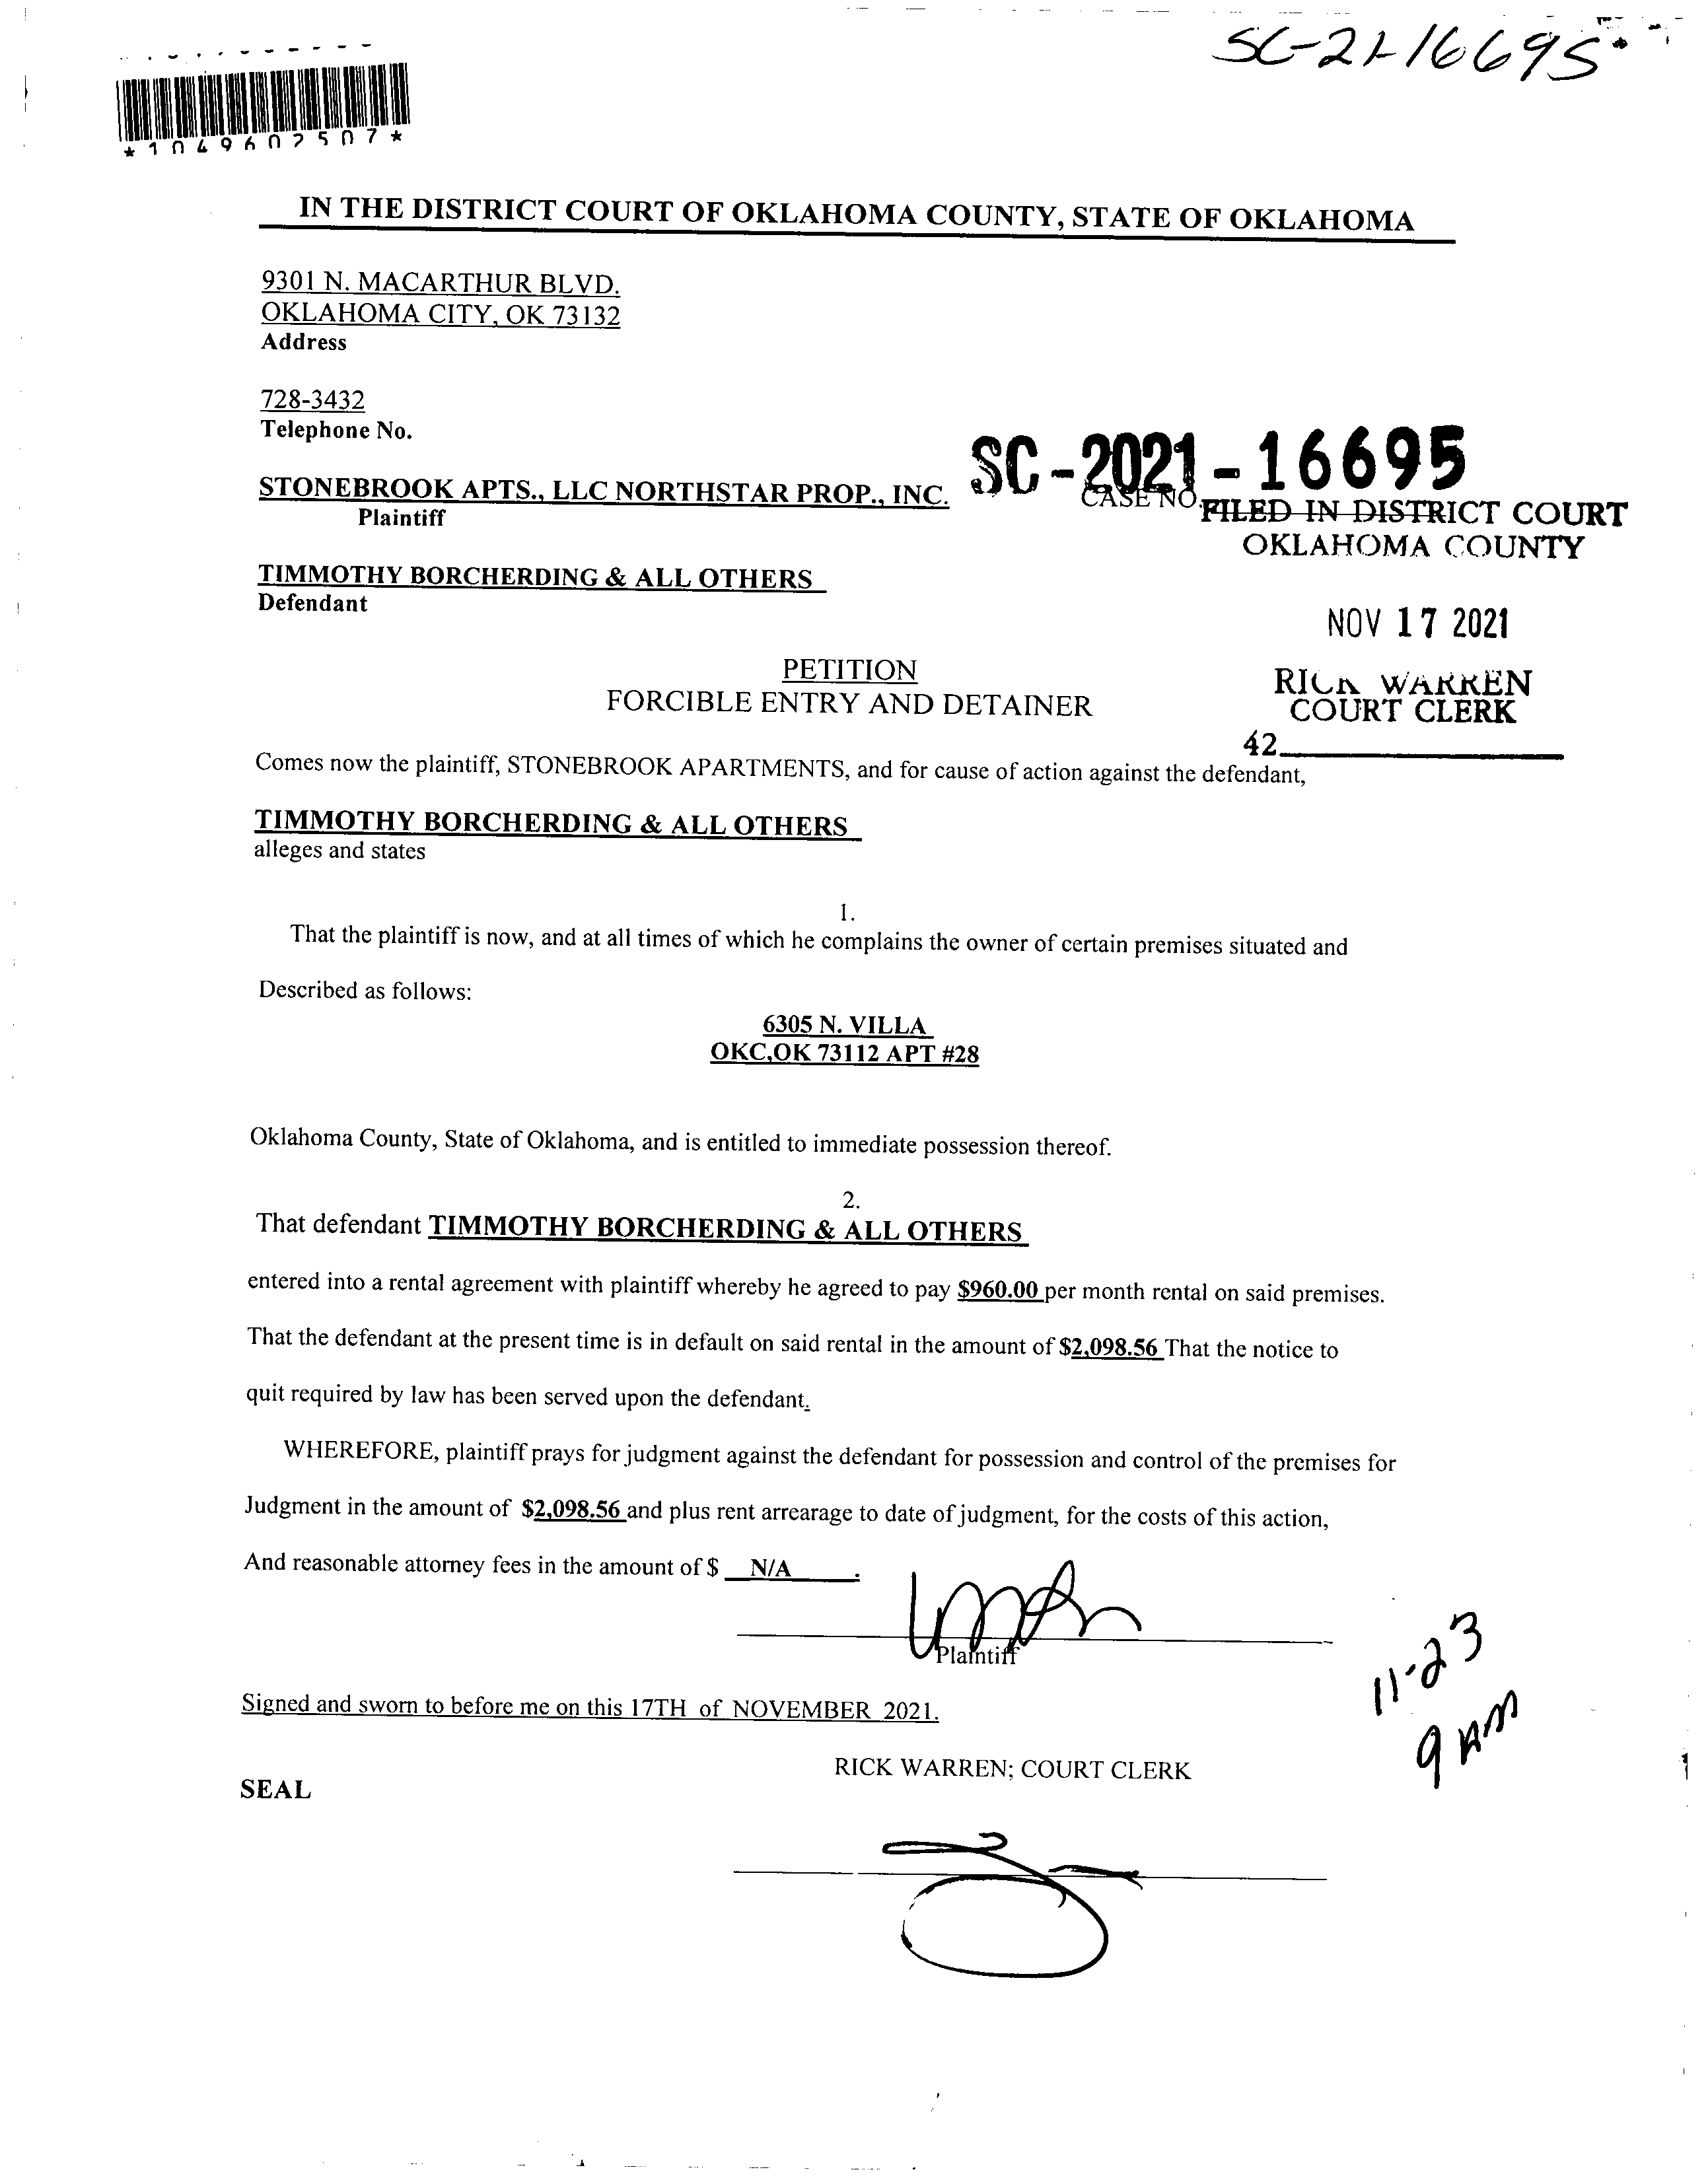 SC-21-16695
*1049602507*
IN THE DISTRICT COURT OF OKLAHOMA COUNTY, STATE OF OKLAHOMA
9301 N. MACARTHUR BLVD.
OKLAHOMA CITY, OK 73132
Address
728-3432
Telephone No.
SC-2021-16695
STONEBROOK APTS., LLC NORTHSTAR PROP., INC.
CASE NO.
Plaintiff
FILED IN DISTRICT COURT
OKLAHOMA COUNTY
TIMMOTHY BORCHERDING & ALL OTHERS
Defendant
NOV 17 2021
PETITION
FORCIBLE ENTRY AND DETAINER
RICK WARREN
COURT CLERK
42
Comes now the plaintiff, STONEBROOK APARTMENTS, and for cause of action against the defendant,
TIMMOTHY BORCHERDING & ALL OTHERS
alleges and states
1.
That the plaintiff is now, and at all times of which he complains the owner of certain premises situated and
Described as follows:
6305 N. VILLA
OKC,OK 73112 APT #28
Oklahoma County, State of Oklahoma, and is entitled to immediate possession thereof.
2.
That defendant TIMMOTHY BORCHERDING & ALL OTHERS
entered into a rental agreement with plaintiff whereby he agreed to pay $960.00 per month rental on said premises.
That the defendant at the present time is in default on said rental in the amount of $2,098.56 That the notice to
quit required by law has been served upon the defendant.
WHEREFORE, plaintiff prays for judgment against the defendant for possession and control of the premises for
Judgment in the amount of $2,098.56 and plus rent arrearage to date of judgment, for the costs of this action,
And reasonable attorney fees in the amount of $ N/A .
Plaintiff
11-23
9 AM
Signed and sworn to before me on this 17TH of NOVEMBER 2021.
RICK WARREN; COURT CLERK
SEAL